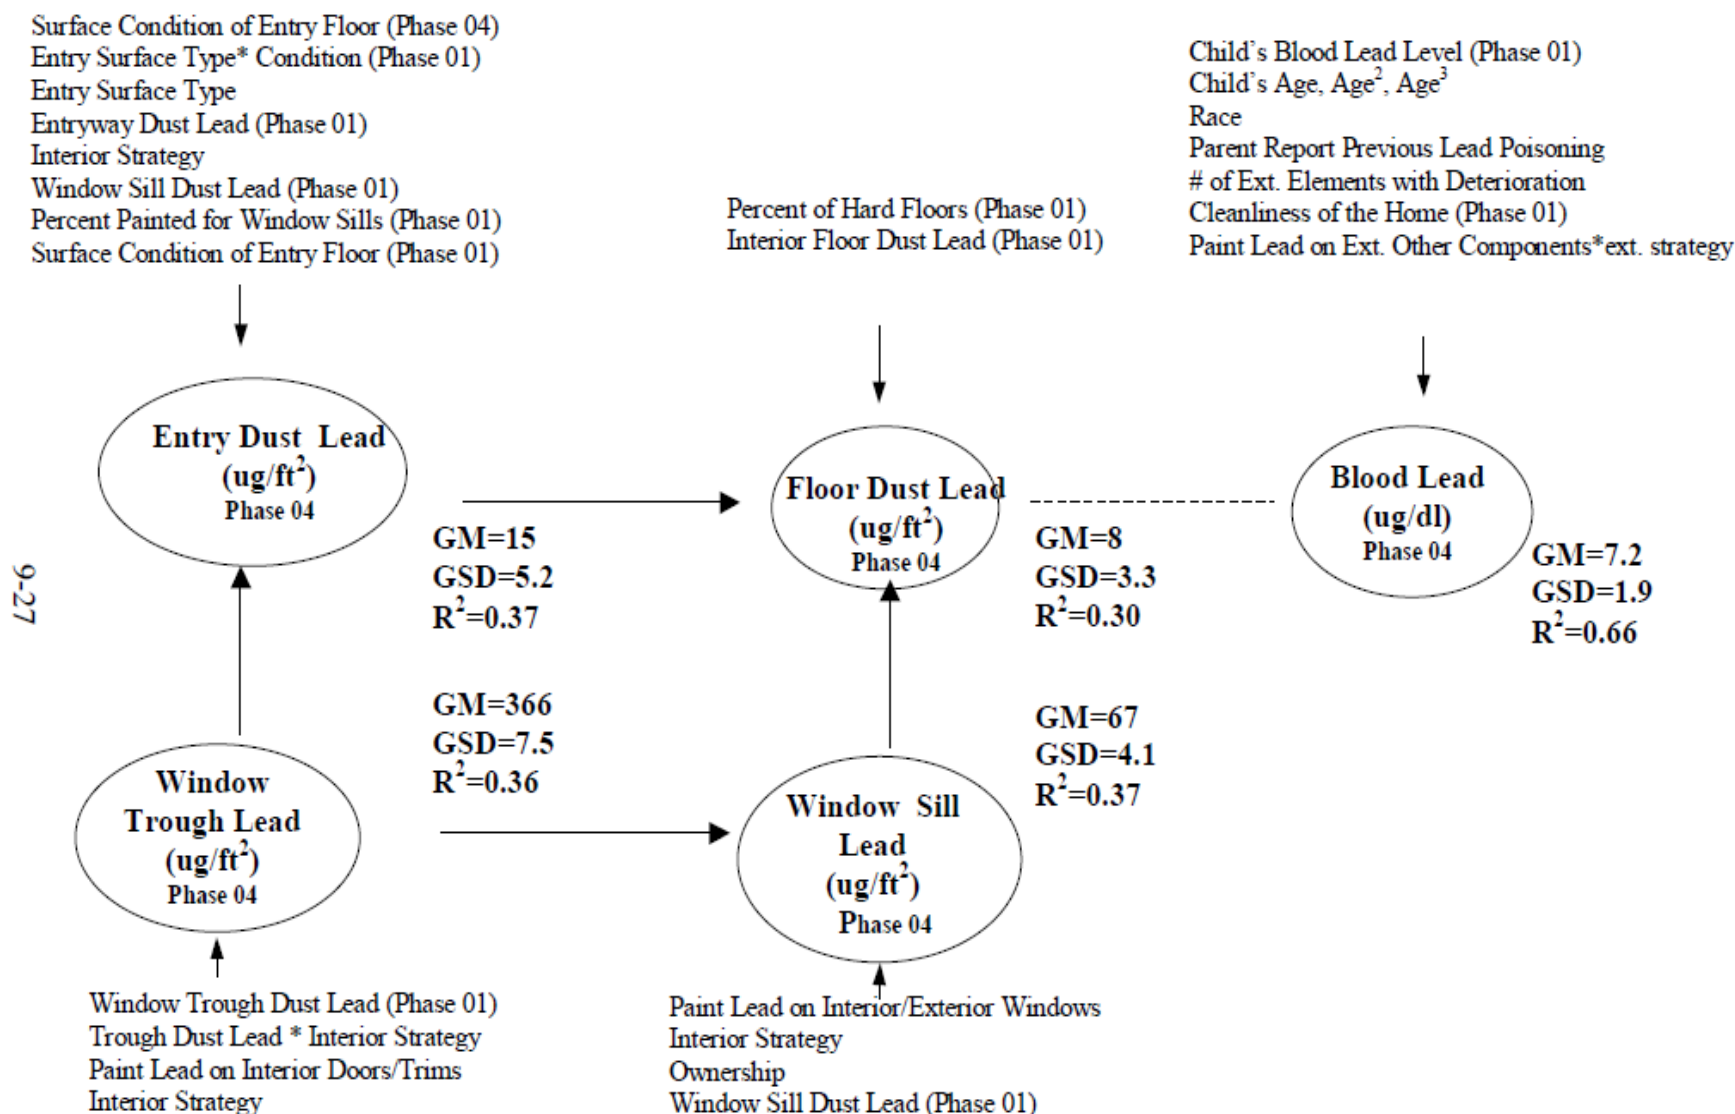 Surface Condition of Entry Floor (Phase 04)
Entry Surface Type* Condition (Phase 01)
Entry Surface Type
Entryway Dust Lead (Phase 01)
Interior Strategy
Window Sill Dust Lead (Phase 01)
Percent Painted for Window Sills (Phase 01)
Surface Condition of Entry Floor (Phase 01)
Percent of Hard Floors (Phase 01)
Interior Floor Dust Lead (Phase 01)
Child's Blood Lead Level (Phase 01)
Child's Age, Age², Age³
Race
Parent Report Previous Lead Poisoning
# of Ext. Elements with Deterioration
Cleanliness of the Home (Phase 01)
Paint Lead on Ext. Other Components*ext. strategy
Entry Dust Lead
(ug/ft²)
Phase 04
GM=15
GSD=5.2
R²=0.37
Floor Dust Lead
(ug/ft²)
Phase 04
GM=8
GSD=3.3
R²=0.30
Blood Lead
(ug/dl)
Phase 04
GM=7.2
GSD=1.9
R²=0.66
9-27
Window
Trough Lead
(ug/ft²)
Phase 04
GM=366
GSD=7.5
R²=0.36
Window Sill
Lead
(ug/ft²)
Phase 04
GM=67
GSD=4.1
R²=0.37
Window Trough Dust Lead (Phase 01)
Trough Dust Lead * Interior Strategy
Paint Lead on Interior Doors/Trims
Interior Strategy
Paint Lead on Interior/Exterior Windows
Interior Strategy
Ownership
Window Sill Dust Lead (Phase 01)